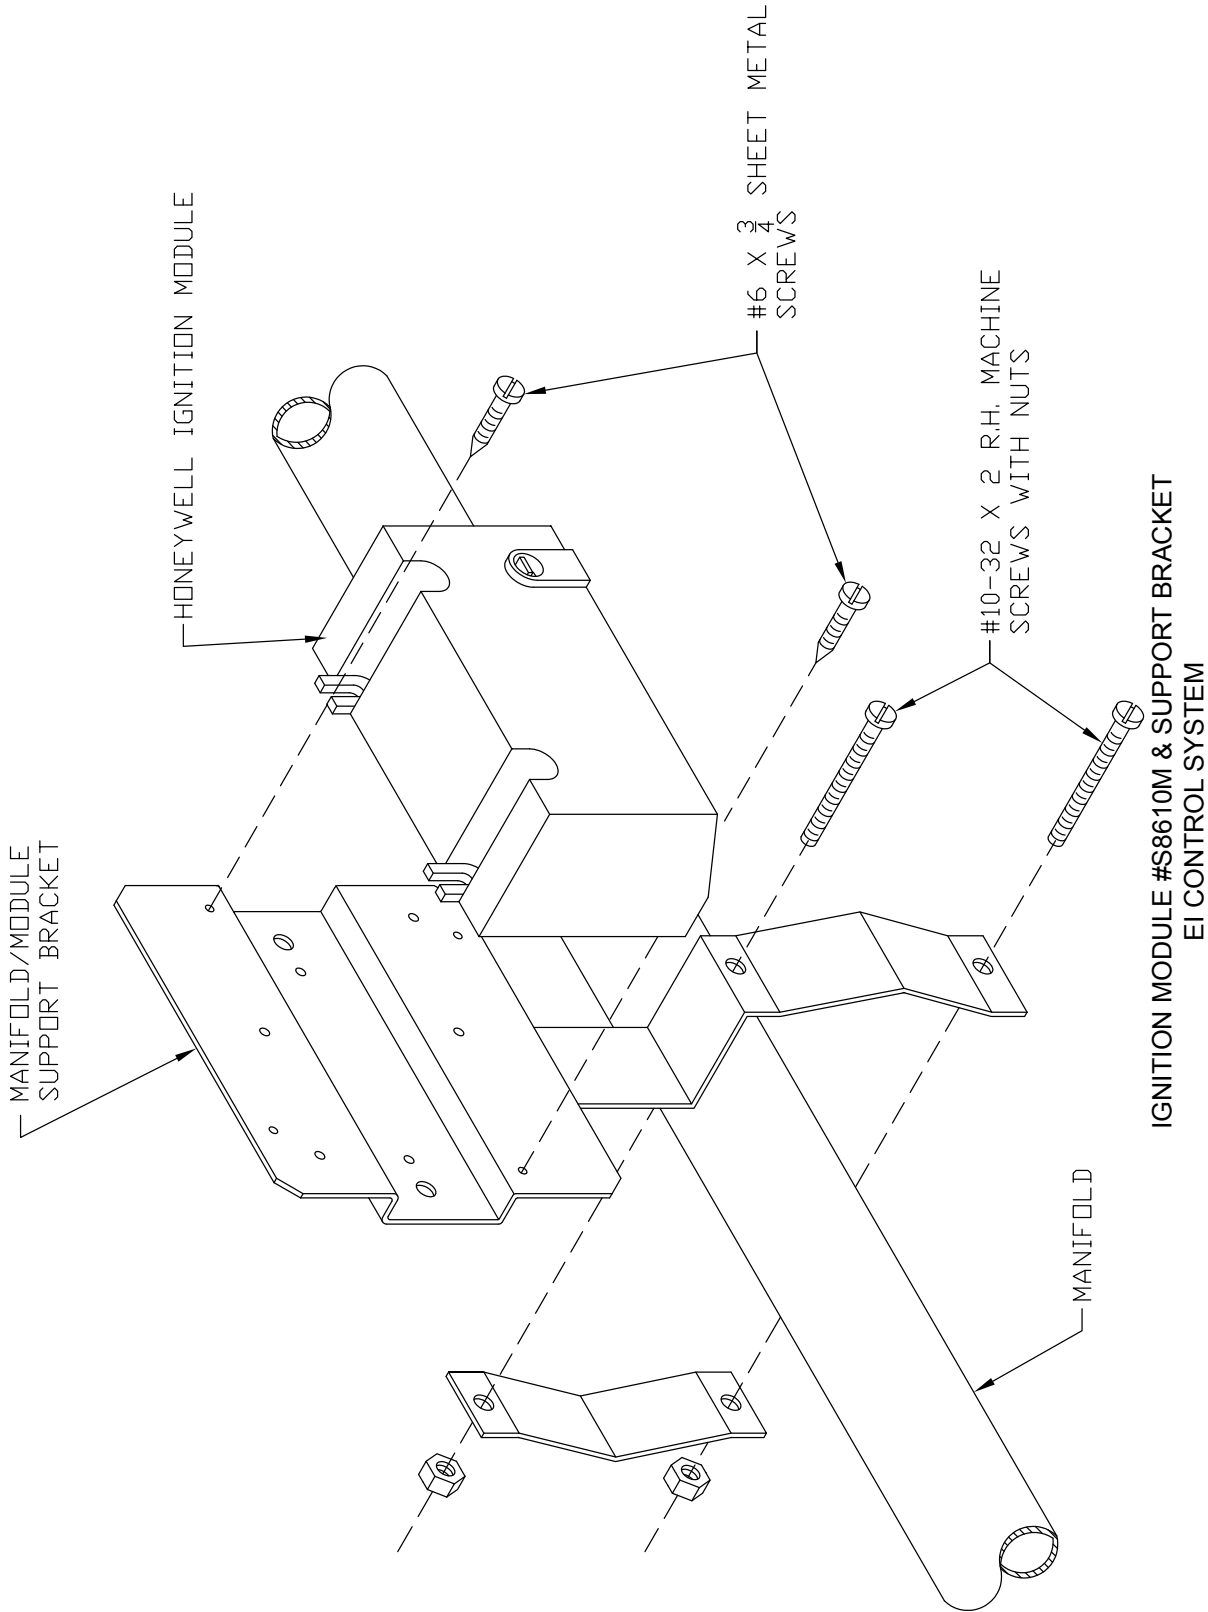 MANIFOLD/MODULE
SUPPORT BRACKET
HONEYWELL IGNITION MODULE
#6 X 3/4 SHEET METAL
SCREWS
#10-32 X 2 R.H. MACHINE
SCREWS WITH NUTS
MANIFOLD
IGNITION MODULE #S8610M & SUPPORT BRACKET
EI CONTROL SYSTEM